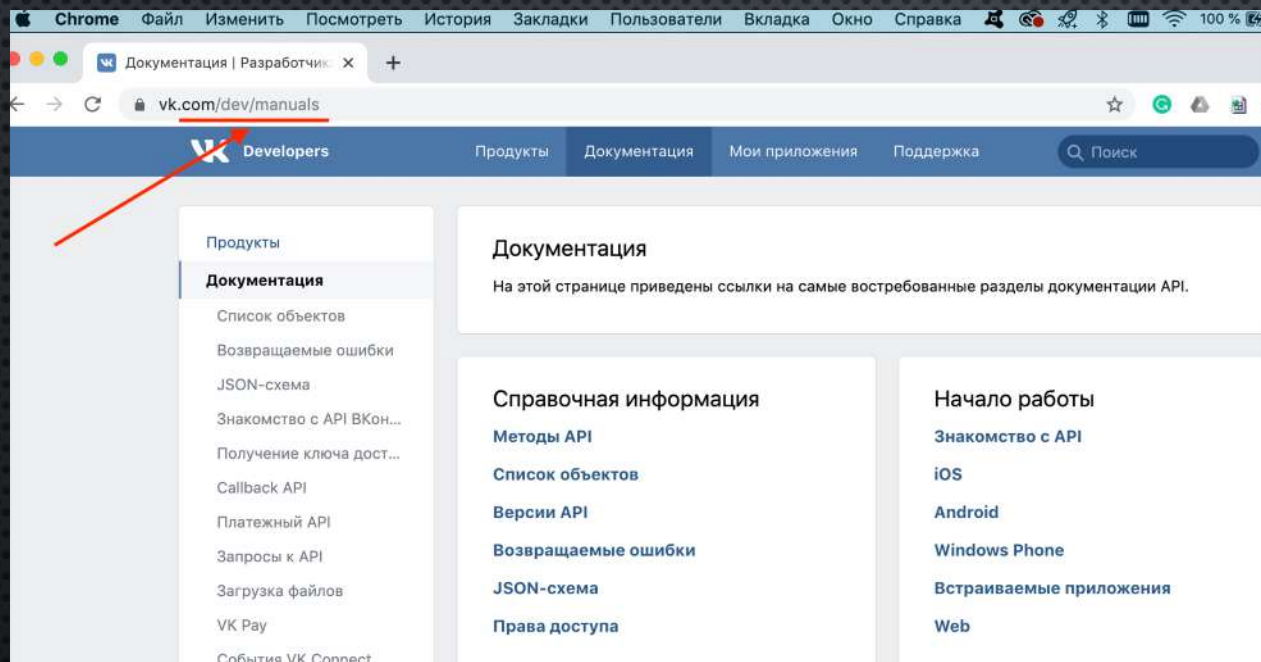 Chrome Файл Изменить Посмотреть История Закладки Пользователи Вкладка Окно Справка 100 %
Документация | Разработчик
vk.com/dev/manuals
Developers Продукты Документация Мои приложения Поддержка Поиск
Продукты
Документация
Список объектов
Возвращаемые ошибки
JSON-схема
Знакомство с API ВКон...
Получение ключа дост...
Callback API
Платежный API
Запросы к API
Загрузка файлов
VK Pay
События VK Connect
Документация
На этой странице приведены ссылки на самые востребованные разделы документации API.
Справочная информация
Методы API
Список объектов
Версии API
Возвращаемые ошибки
JSON-схема
Права доступа
Начало работы
Знакомство с API
iOS
Android
Windows Phone
Встраиваемые приложения
Web